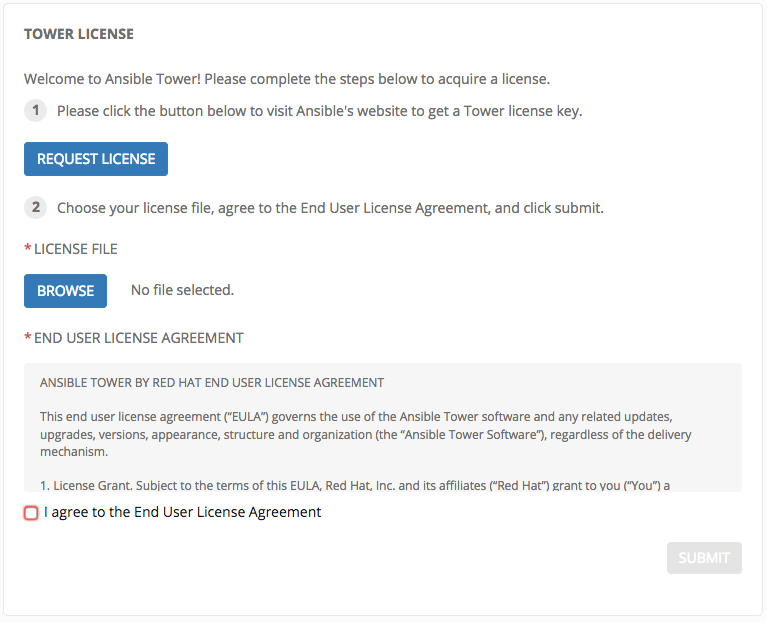 TOWER LICENSE
Welcome to Ansible Tower! Please complete the steps below to acquire a license.
1 Please click the button below to visit Ansible's website to get a Tower license key.
REQUEST LICENSE
2 Choose your license file, agree to the End User License Agreement, and click submit.
* LICENSE FILE
BROWSE No file selected.
* END USER LICENSE AGREEMENT
ANSIBLE TOWER BY RED HAT END USER LICENSE AGREEMENT
This end user license agreement (“EULA”) governs the use of the Ansible Tower software and any related updates,
upgrades, versions, appearance, structure and organization (the “Ansible Tower Software”), regardless of the delivery
mechanism.
1. License Grant. Subject to the terms of this EULA, Red Hat, Inc. and its affiliates (“Red Hat”) grant to you (“You”) a
I agree to the End User License Agreement
SUBMIT